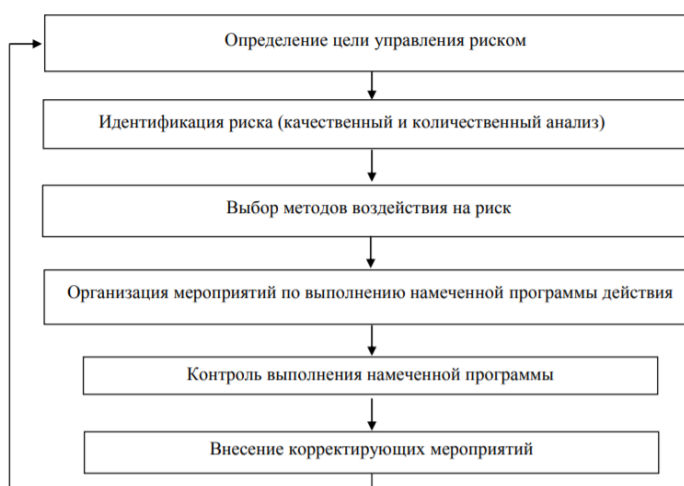 Определение цели управления риском
Идентификация риска (качественный и количественный анализ)
Выбор методов воздействия на риск
Организация мероприятий по выполнению намеченной программы действия
Контроль выполнения намеченной программы
Внесение корректирующих мероприятий